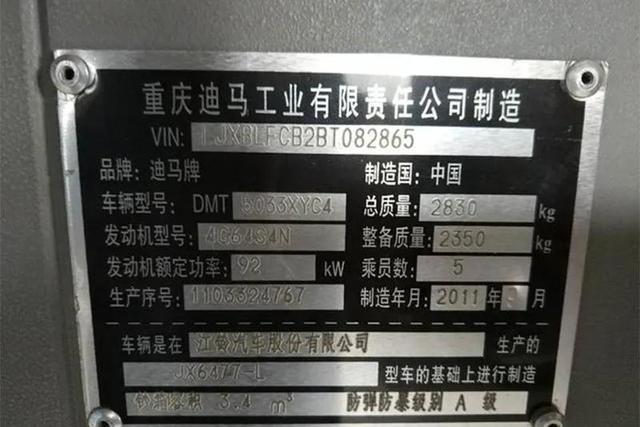 重庆迪马工业有限责任公司制造
VIN: LJXBLFCB2BT082865
品牌: 迪马牌 制造国: 中国
车辆型号: DMT 5033XYC4 总质量: 2830 kg
发动机型号: 4G64S4N 整备质量: 2350 kg
发动机额定功率: 92 kW 乘员数: 5
生产序号: 1103324767 制造年月: 2011 年 月
车辆是在 江铃汽车股份有限公司 生产的
JX6477-L 型车的基础上进行制造
钞箱容积 3.4 m³ 防弹防暴级别 A 级